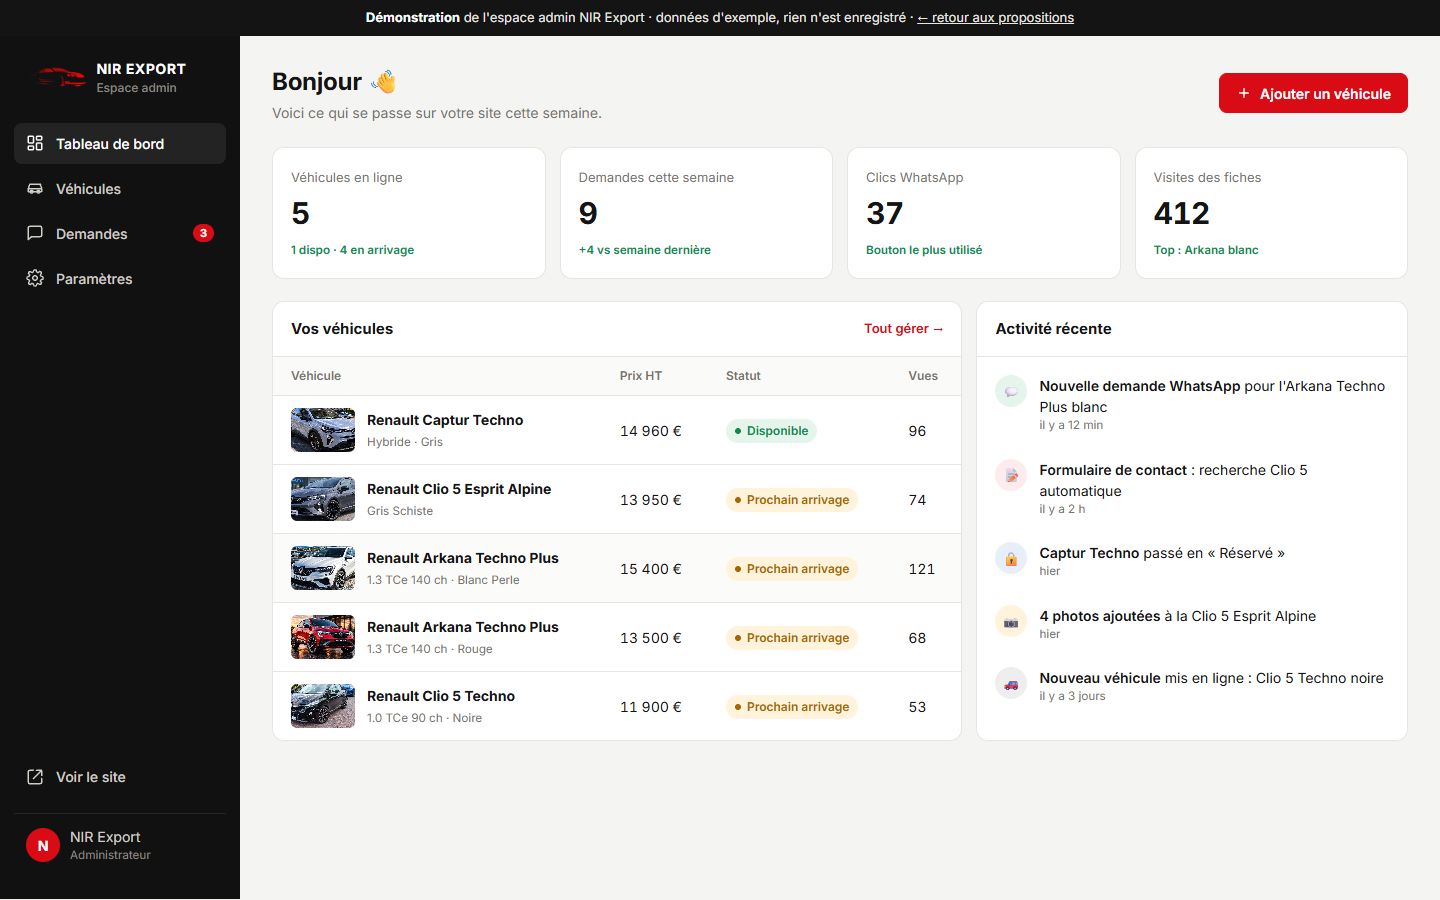 Démonstration de l'espace admin NIR Export · données d'exemple, rien n'est enregistré · ← retour aux propositions
NIR EXPORT
Espace admin
Tableau de bord
Véhicules
Demandes 3
Paramètres
Voir le site
N
NIR Export
Administrateur
Bonjour 👋
Voici ce qui se passe sur votre site cette semaine.
+ Ajouter un véhicule
Véhicules en ligne
5
1 dispo · 4 en arrivage
Demandes cette semaine
9
+4 vs semaine dernière
Clics WhatsApp
37
Bouton le plus utilisé
Visites des fiches
412
Top : Arkana blanc
Vos véhicules
Tout gérer →
Véhicule Prix HT Statut Vues
Renault Captur Techno
Hybride · Gris
14 960 € Disponible 96
Renault Clio 5 Esprit Alpine
Gris Schiste
13 950 € Prochain arrivage 74
Renault Arkana Techno Plus
1.3 TCe 140 ch · Blanc Perle
15 400 € Prochain arrivage 121
Renault Arkana Techno Plus
1.3 TCe 140 ch · Rouge
13 500 € Prochain arrivage 68
Renault Clio 5 Techno
1.0 TCe 90 ch · Noire
11 900 € Prochain arrivage 53
Activité récente
Nouvelle demande WhatsApp pour l'Arkana Techno
Plus blanc
il y a 12 min
Formulaire de contact : recherche Clio 5
automatique
il y a 2 h
Captur Techno passé en « Réservé »
hier
4 photos ajoutées à la Clio 5 Esprit Alpine
hier
Nouveau véhicule mis en ligne : Clio 5 Techno noire
il y a 3 jours